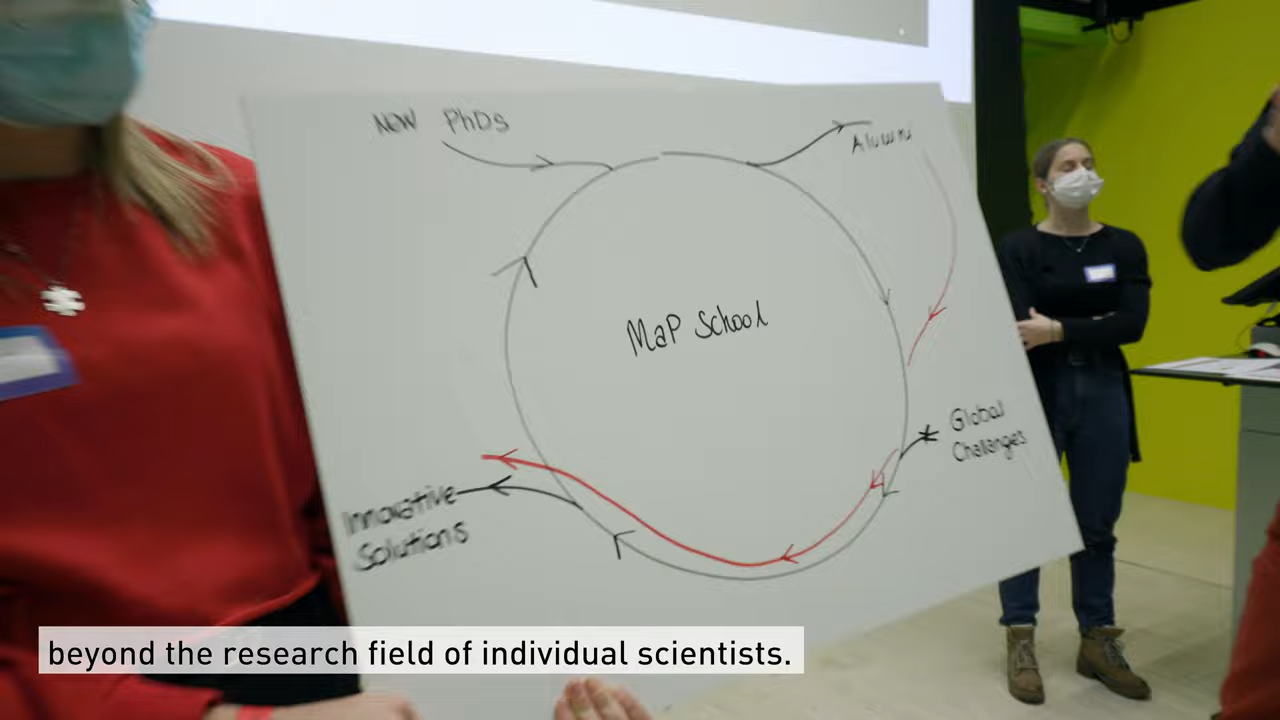 New PhDs
Alumni
MaP School
Global
Challenges
Innovative
Solutions
beyond the research field of individual scientists.